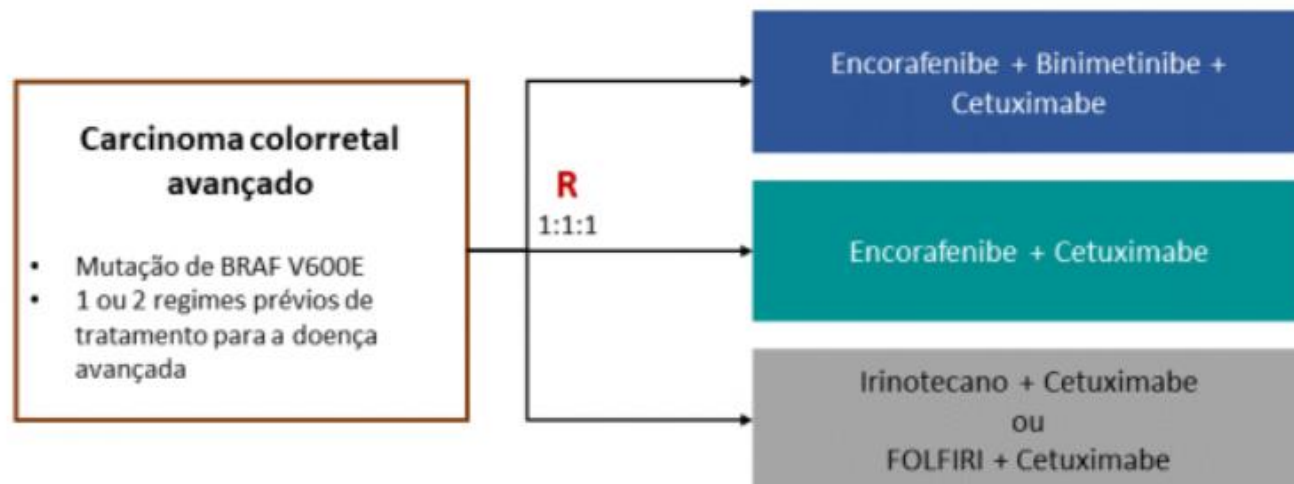 Carcinoma colorretal
avançado
• Mutação de BRAF V600E
• 1 ou 2 regimes prévios de
tratamento para a doença
avançada
R
1:1:1
Encorafenibe + Binimetinibe +
Cetuximabe
Encorafenibe + Cetuximabe
Irinotecano + Cetuximabe
ou
FOLFIRI + Cetuximabe